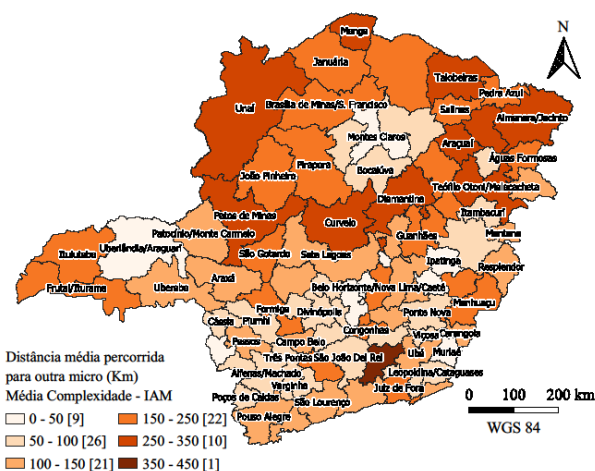 N
Manga
Januária
Taiobeiras
Pedra Azul
Unaí
Brasília de Minas/S. Francisco
Salinas
Almenara/Jacinto
Montes Claros
Araçuaí
Águas Formosas
Pirapora
Bocaiúva
João Pinheiro
Teófilo Otoni/Malacacheta
Diamantina
Patos de Minas
Curvelo
Itambacuri
Patrocínio/Monte Carmelo
Guanhães
Mantena
Uberlândia/Araguari
Ituiutaba
São Gotardo
Sete Lagoas
Ipatinga
Resplendor
Araxá
Frutal/Iturama
Uberaba
Belo Horizonte/Nova Lima/Caeté
Manhuaçu
Formiga
Divinópolis
Ponte Nova
Cássia
Piumhi
Congonhas
Viçosa
Carangola
Passos
Campo Belo
Distância média percorrida
Três Pontas
São João Del Rei
Ubá
Muriaé
para outra micro (Km)
Alfenas/Machado
Leopoldina/Cataguases
Média Complexidade - IAM
Varginha
Juiz de Fora
Poços de Caldas
São Lourenço
0 100 200 km
0 - 50 [9]
150 - 250 [22]
Pouso Alegre
WGS 84
50 - 100 [26]
250 - 350 [10]
100 - 150 [21]
350 - 450 [1]